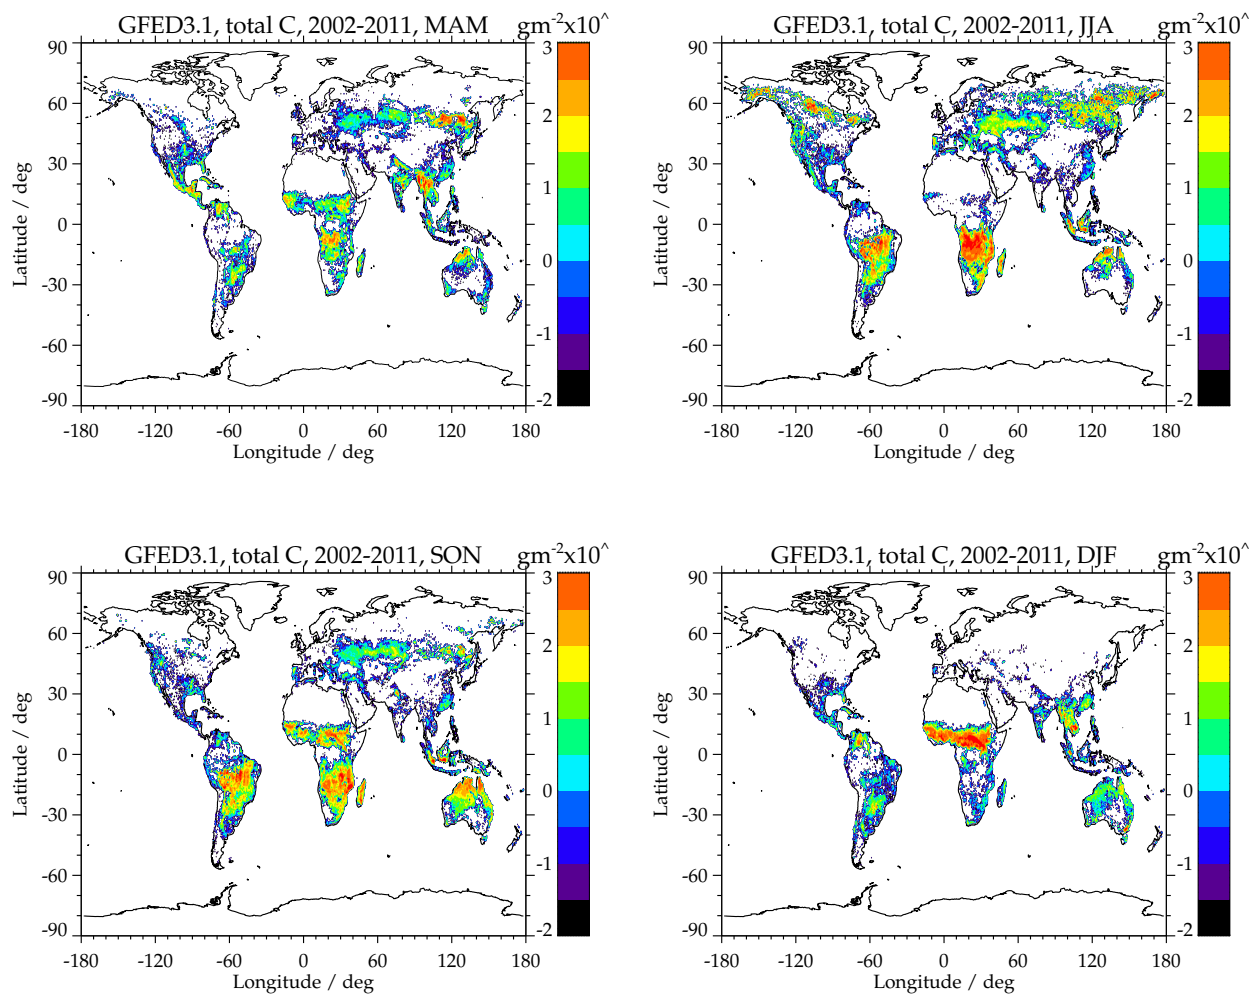 GFED3.1, total C, 2002-2011, MAM
gm-2x10^
90
60
30
0
-30
-60
-90
Latitude / deg
-180 -120 -60 0 60 120 180
Longitude / deg
3
2
1
0
-1
-2
GFED3.1, total C, 2002-2011, JJA
gm-2x10^
90
60
30
0
-30
-60
-90
Latitude / deg
-180 -120 -60 0 60 120 180
Longitude / deg
3
2
1
0
-1
-2
GFED3.1, total C, 2002-2011, SON
gm-2x10^
90
60
30
0
-30
-60
-90
Latitude / deg
-180 -120 -60 0 60 120 180
Longitude / deg
3
2
1
0
-1
-2
GFED3.1, total C, 2002-2011, DJF
gm-2x10^
90
60
30
0
-30
-60
-90
Latitude / deg
-180 -120 -60 0 60 120 180
Longitude / deg
3
2
1
0
-1
-2